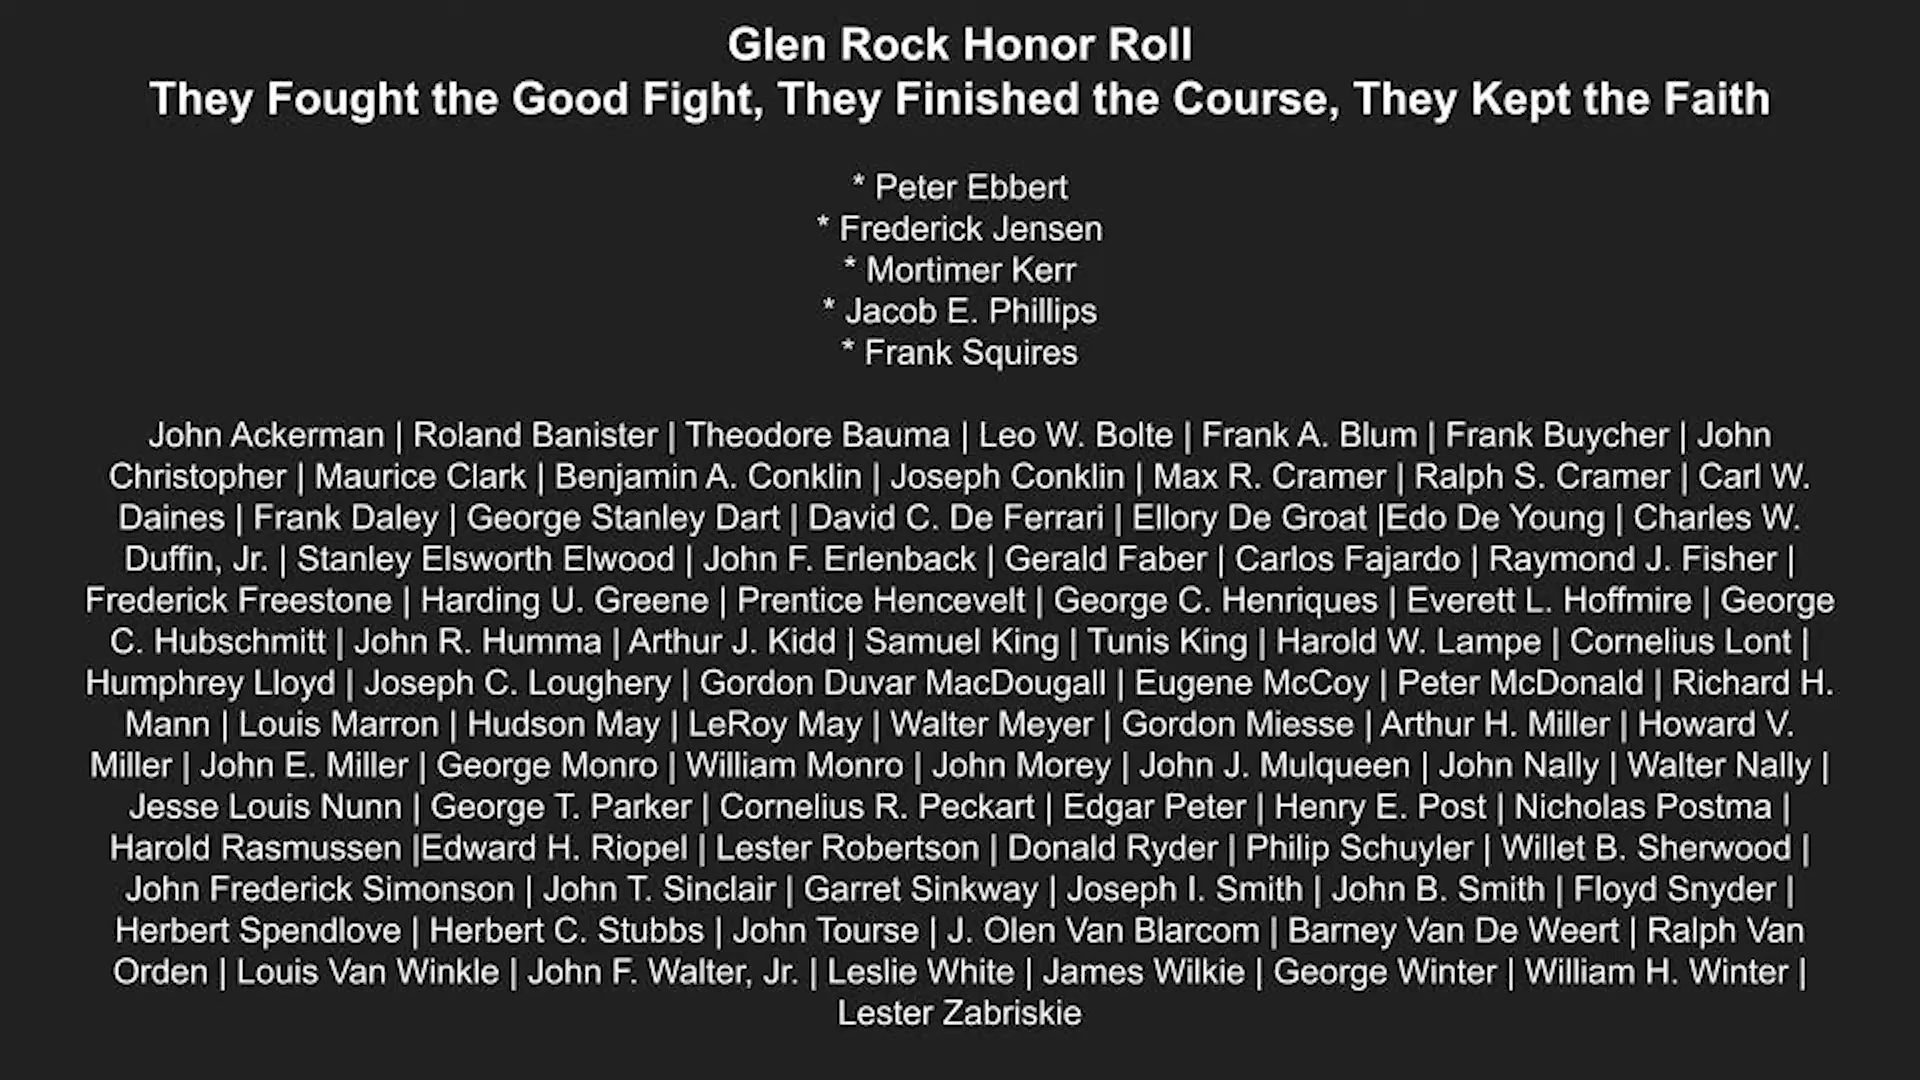 Glen Rock Honor Roll
They Fought the Good Fight, They Finished the Course, They Kept the Faith
* Peter Ebbert
* Frederick Jensen
* Mortimer Kerr
* Jacob E. Phillips
* Frank Squires
John Ackerman | Roland Banister | Theodore Bauma | Leo W. Bolte | Frank A. Blum | Frank Buycher | John
Christopher | Maurice Clark | Benjamin A. Conklin | Joseph Conklin | Max R. Cramer | Ralph S. Cramer | Carl W.
Daines | Frank Daley | George Stanley Dart | David C. De Ferrari | Ellory De Groat |Edo De Young | Charles W.
Duffin, Jr. | Stanley Elsworth Elwood | John F. Erlenback | Gerald Faber | Carlos Fajardo | Raymond J. Fisher |
Frederick Freestone | Harding U. Greene | Prentice Hencevelt | George C. Henriques | Everett L. Hoffmire | George
C. Hubschmitt | John R. Humma | Arthur J. Kidd | Samuel King | Tunis King | Harold W. Lampe | Cornelius Lont |
Humphrey Lloyd | Joseph C. Loughery | Gordon Duvar MacDougall | Eugene McCoy | Peter McDonald | Richard H.
Mann | Louis Marron | Hudson May | LeRoy May | Walter Meyer | Gordon Miesse | Arthur H. Miller | Howard V.
Miller | John E. Miller | George Monro | William Monro | John Morey | John J. Mulqueen | John Nally | Walter Nally |
Jesse Louis Nunn | George T. Parker | Cornelius R. Peckart | Edgar Peter | Henry E. Post | Nicholas Postma |
Harold Rasmussen |Edward H. Riopel | Lester Robertson | Donald Ryder | Philip Schuyler | Willet B. Sherwood |
John Frederick Simonson | John T. Sinclair | Garret Sinkway | Joseph I. Smith | John B. Smith | Floyd Snyder |
Herbert Spendlove | Herbert C. Stubbs | John Tourse | J. Olen Van Blarcom | Barney Van De Weert | Ralph Van
Orden | Louis Van Winkle | John F. Walter, Jr. | Leslie White | James Wilkie | George Winter | William H. Winter |
Lester Zabriskie